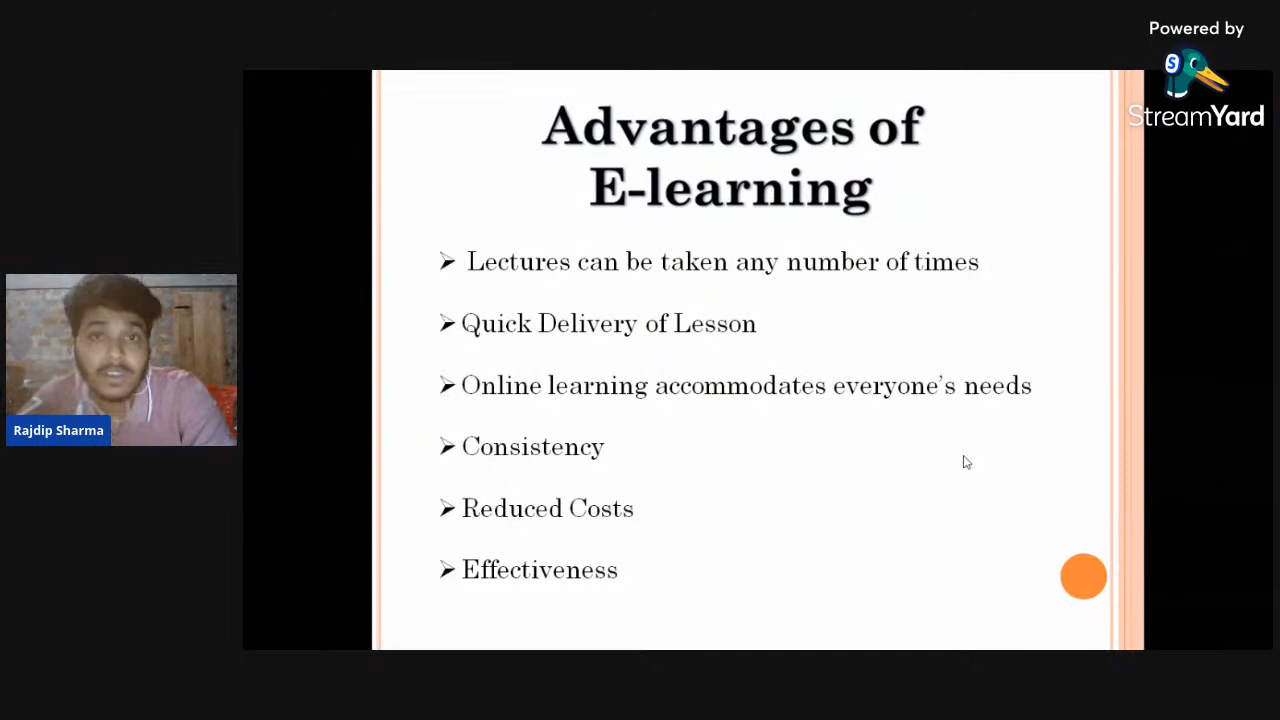 Powered by
StreamYard
Advantages of
E-learning
➢ Lectures can be taken any number of times
➢ Quick Delivery of Lesson
➢ Online learning accommodates everyone’s needs
➢ Consistency
➢ Reduced Costs
➢ Effectiveness
Rajdip Sharma